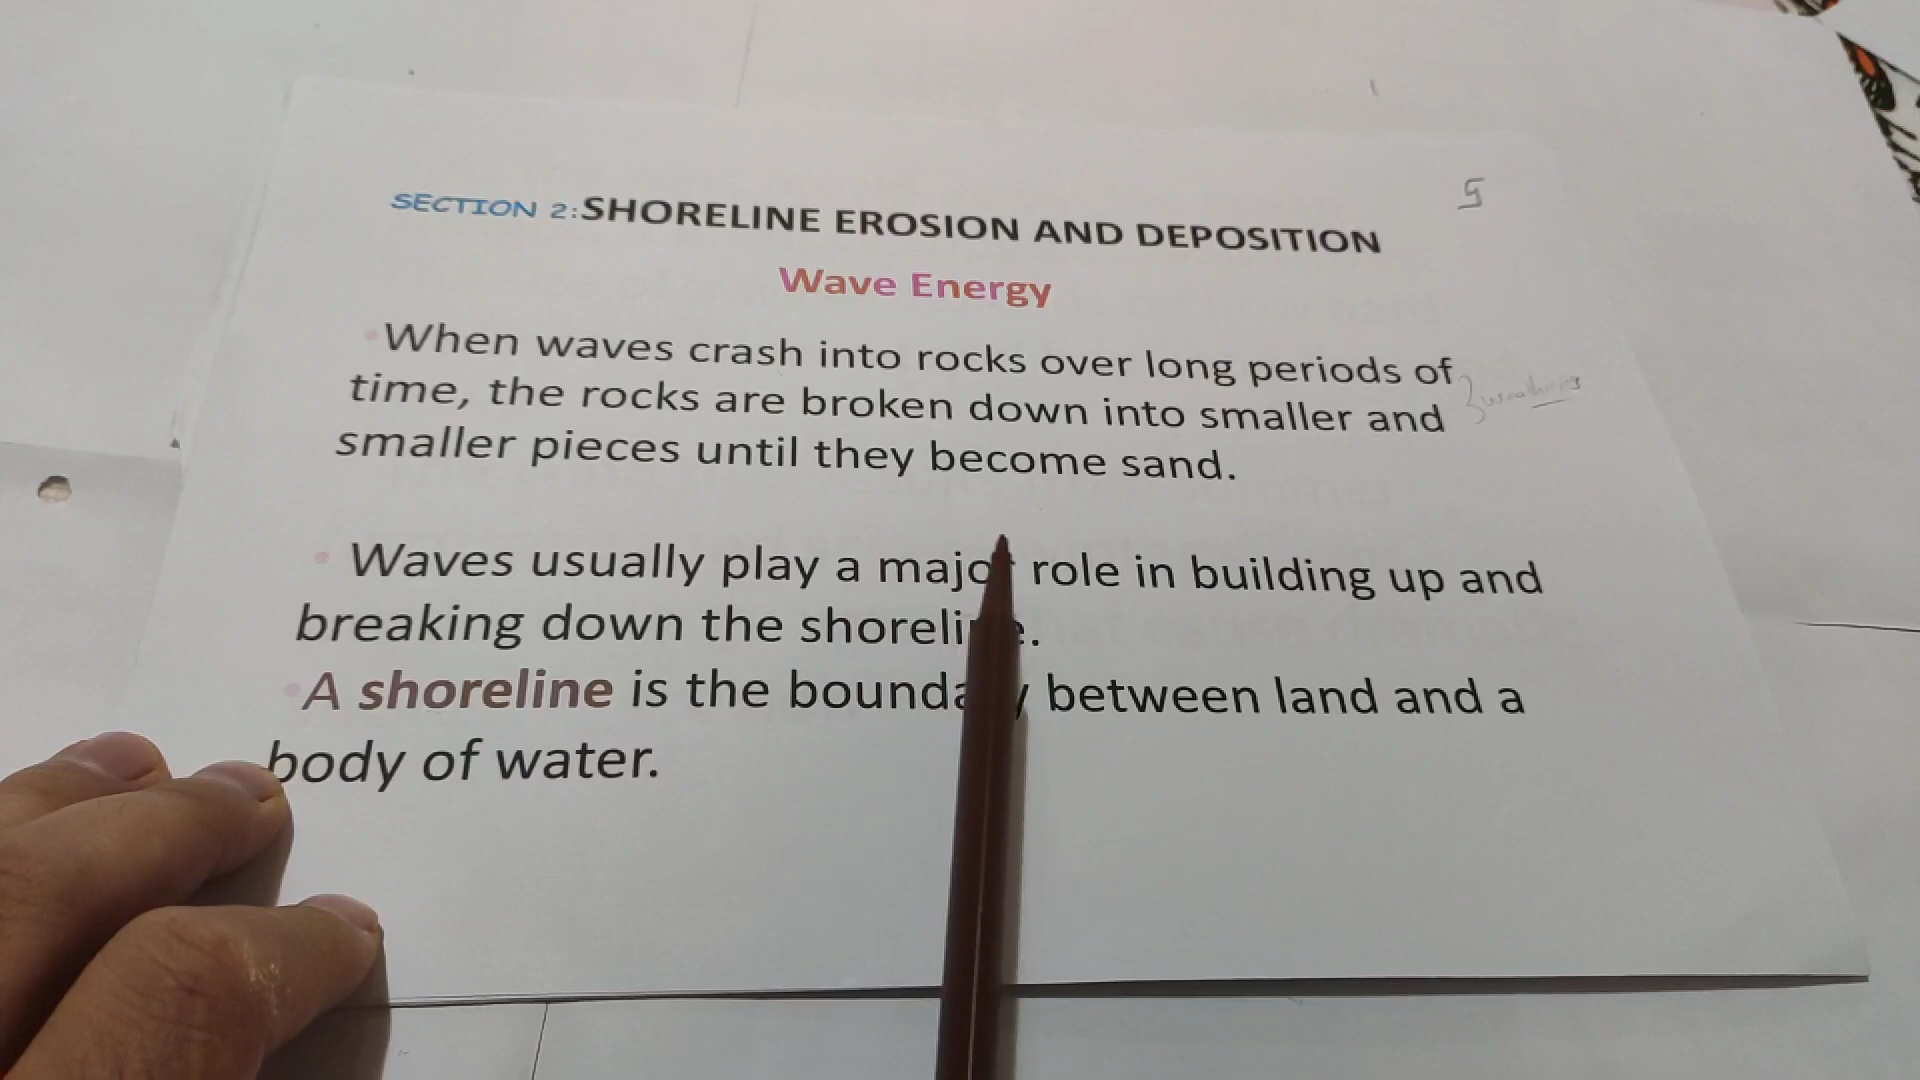 5
SECTION 2:SHORELINE EROSION AND DEPOSITION
Wave Energy
•When waves crash into rocks over long periods of
time, the rocks are broken down into smaller and
} weathering
smaller pieces until they become sand.
• Waves usually play a major role in building up and
breaking down the shoreline.
•A shoreline is the boundary between land and a
body of water.